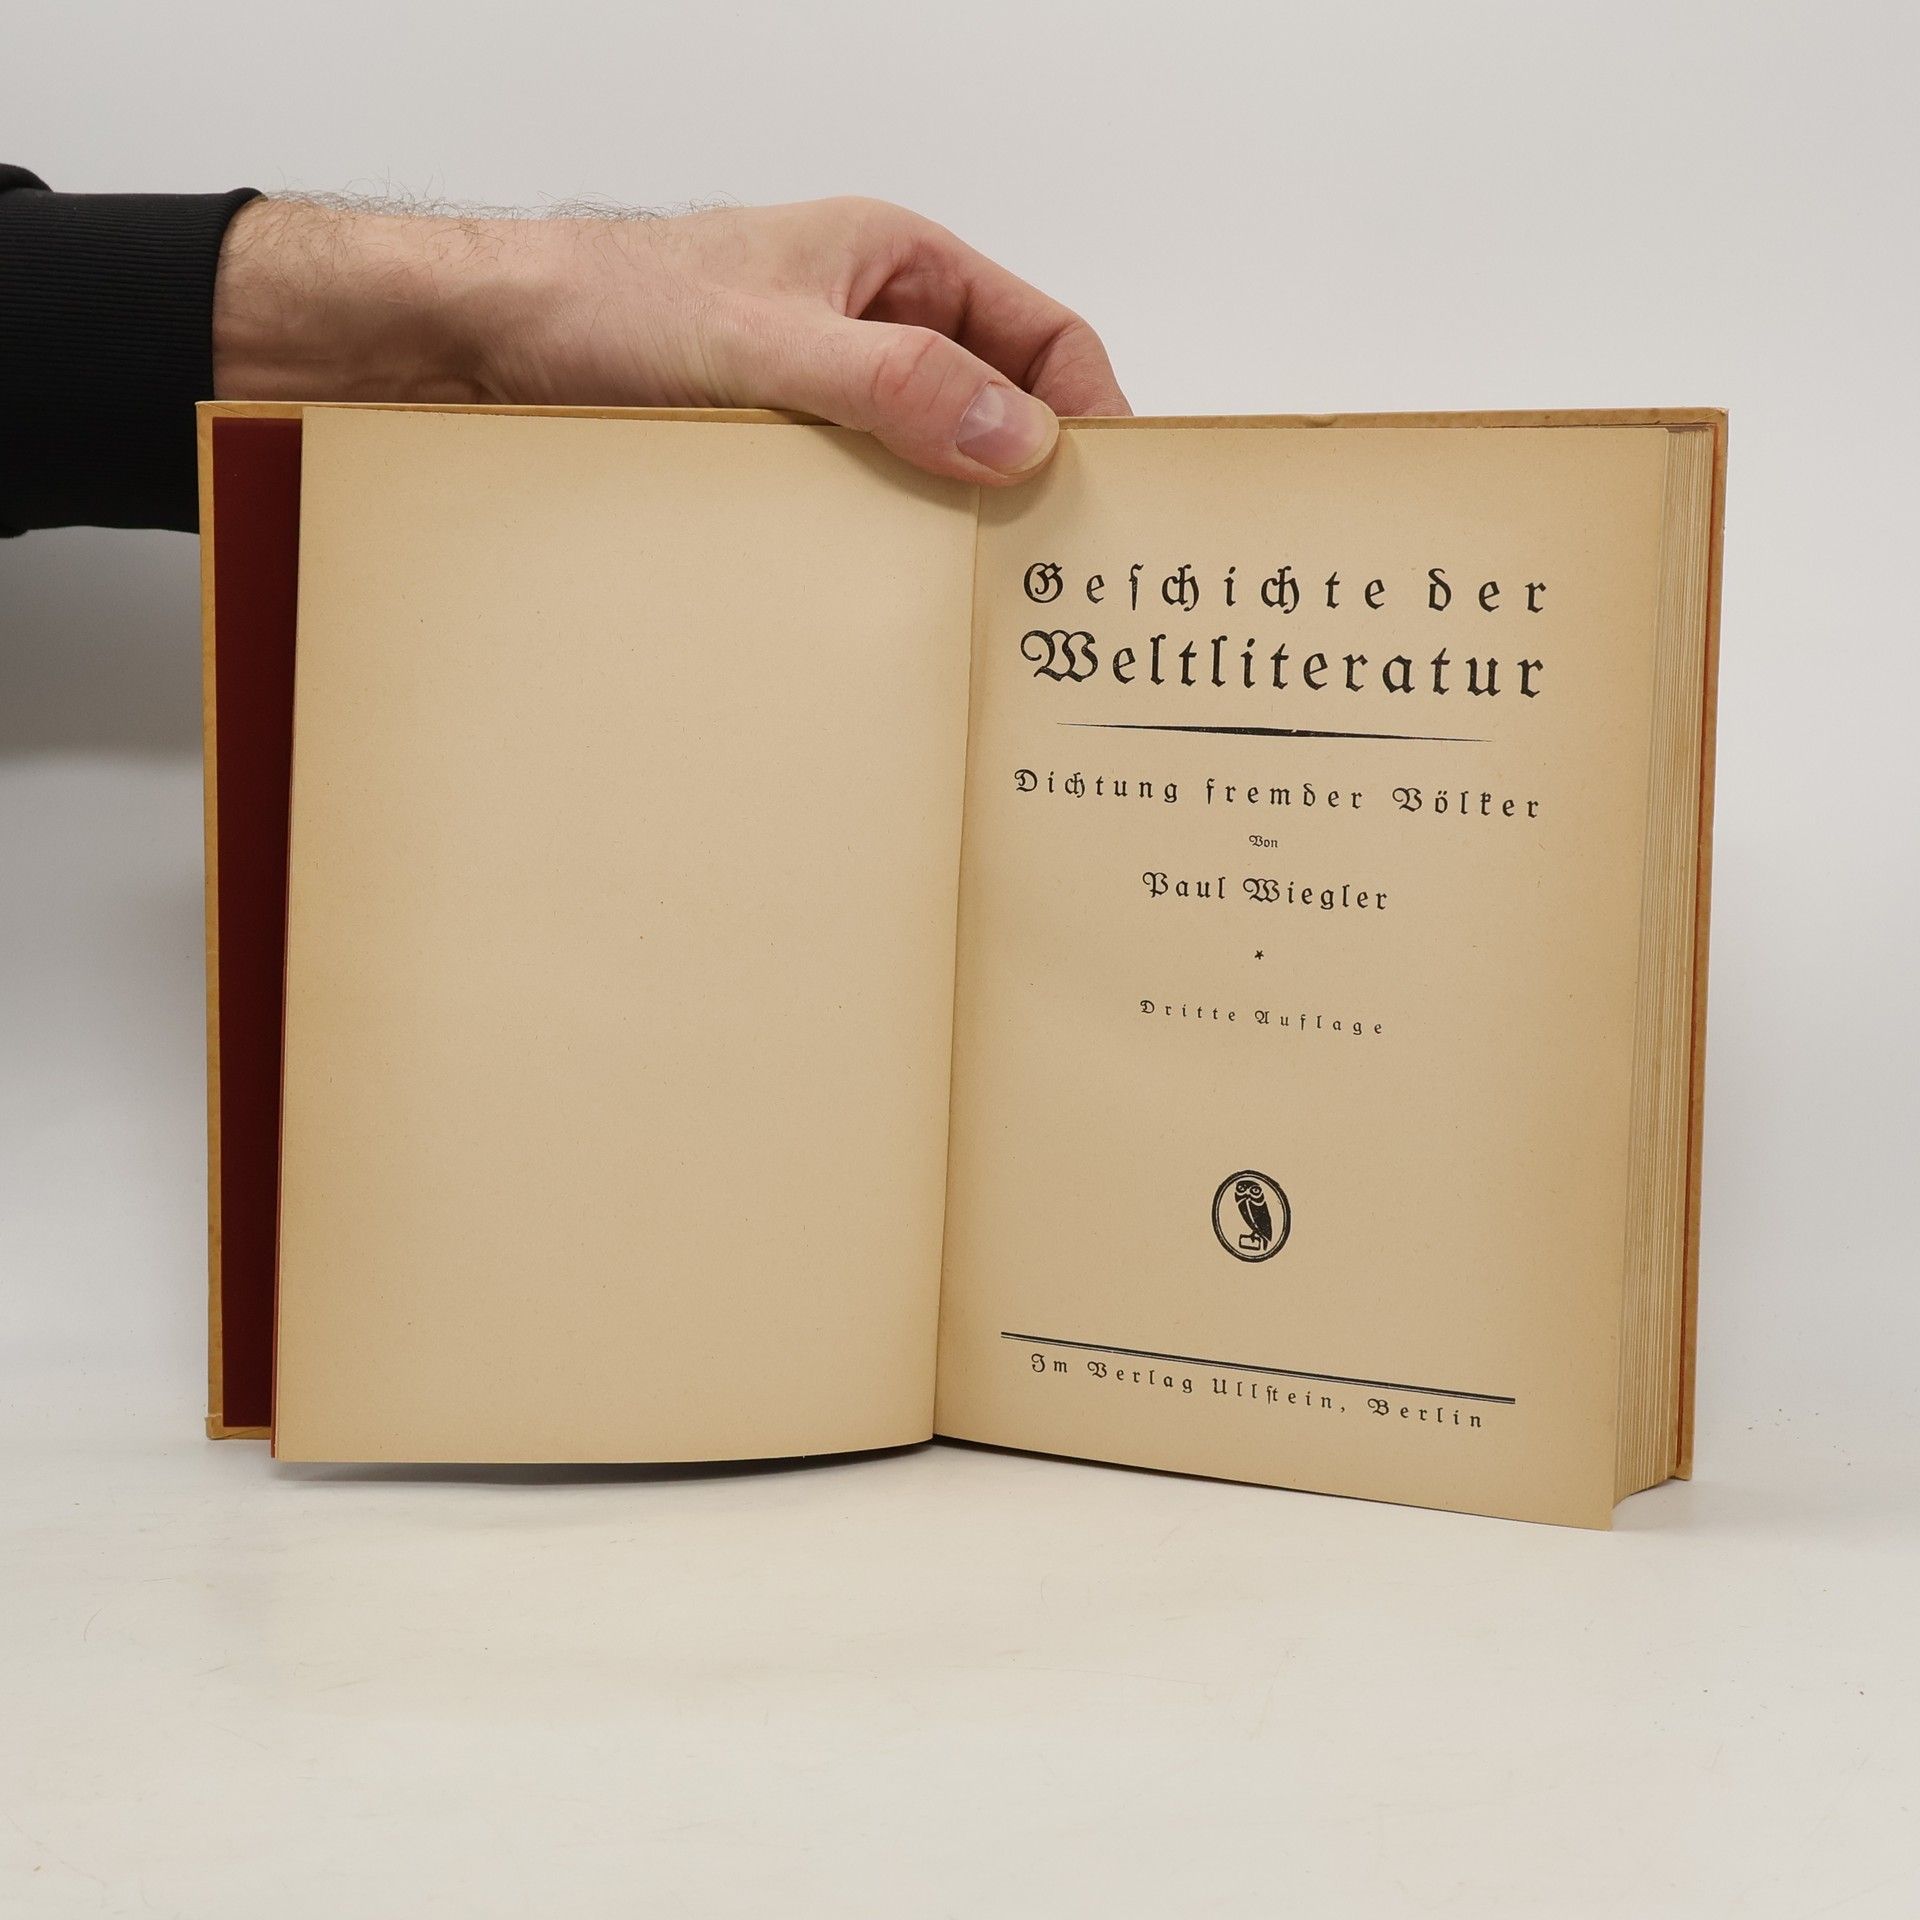 Geſchichte der
Weltliteratur
Dichtung fremder Völker
Von
Paul Wiegler
*
Dritte Auflage
Im Verlag Ullſtein, Berlin